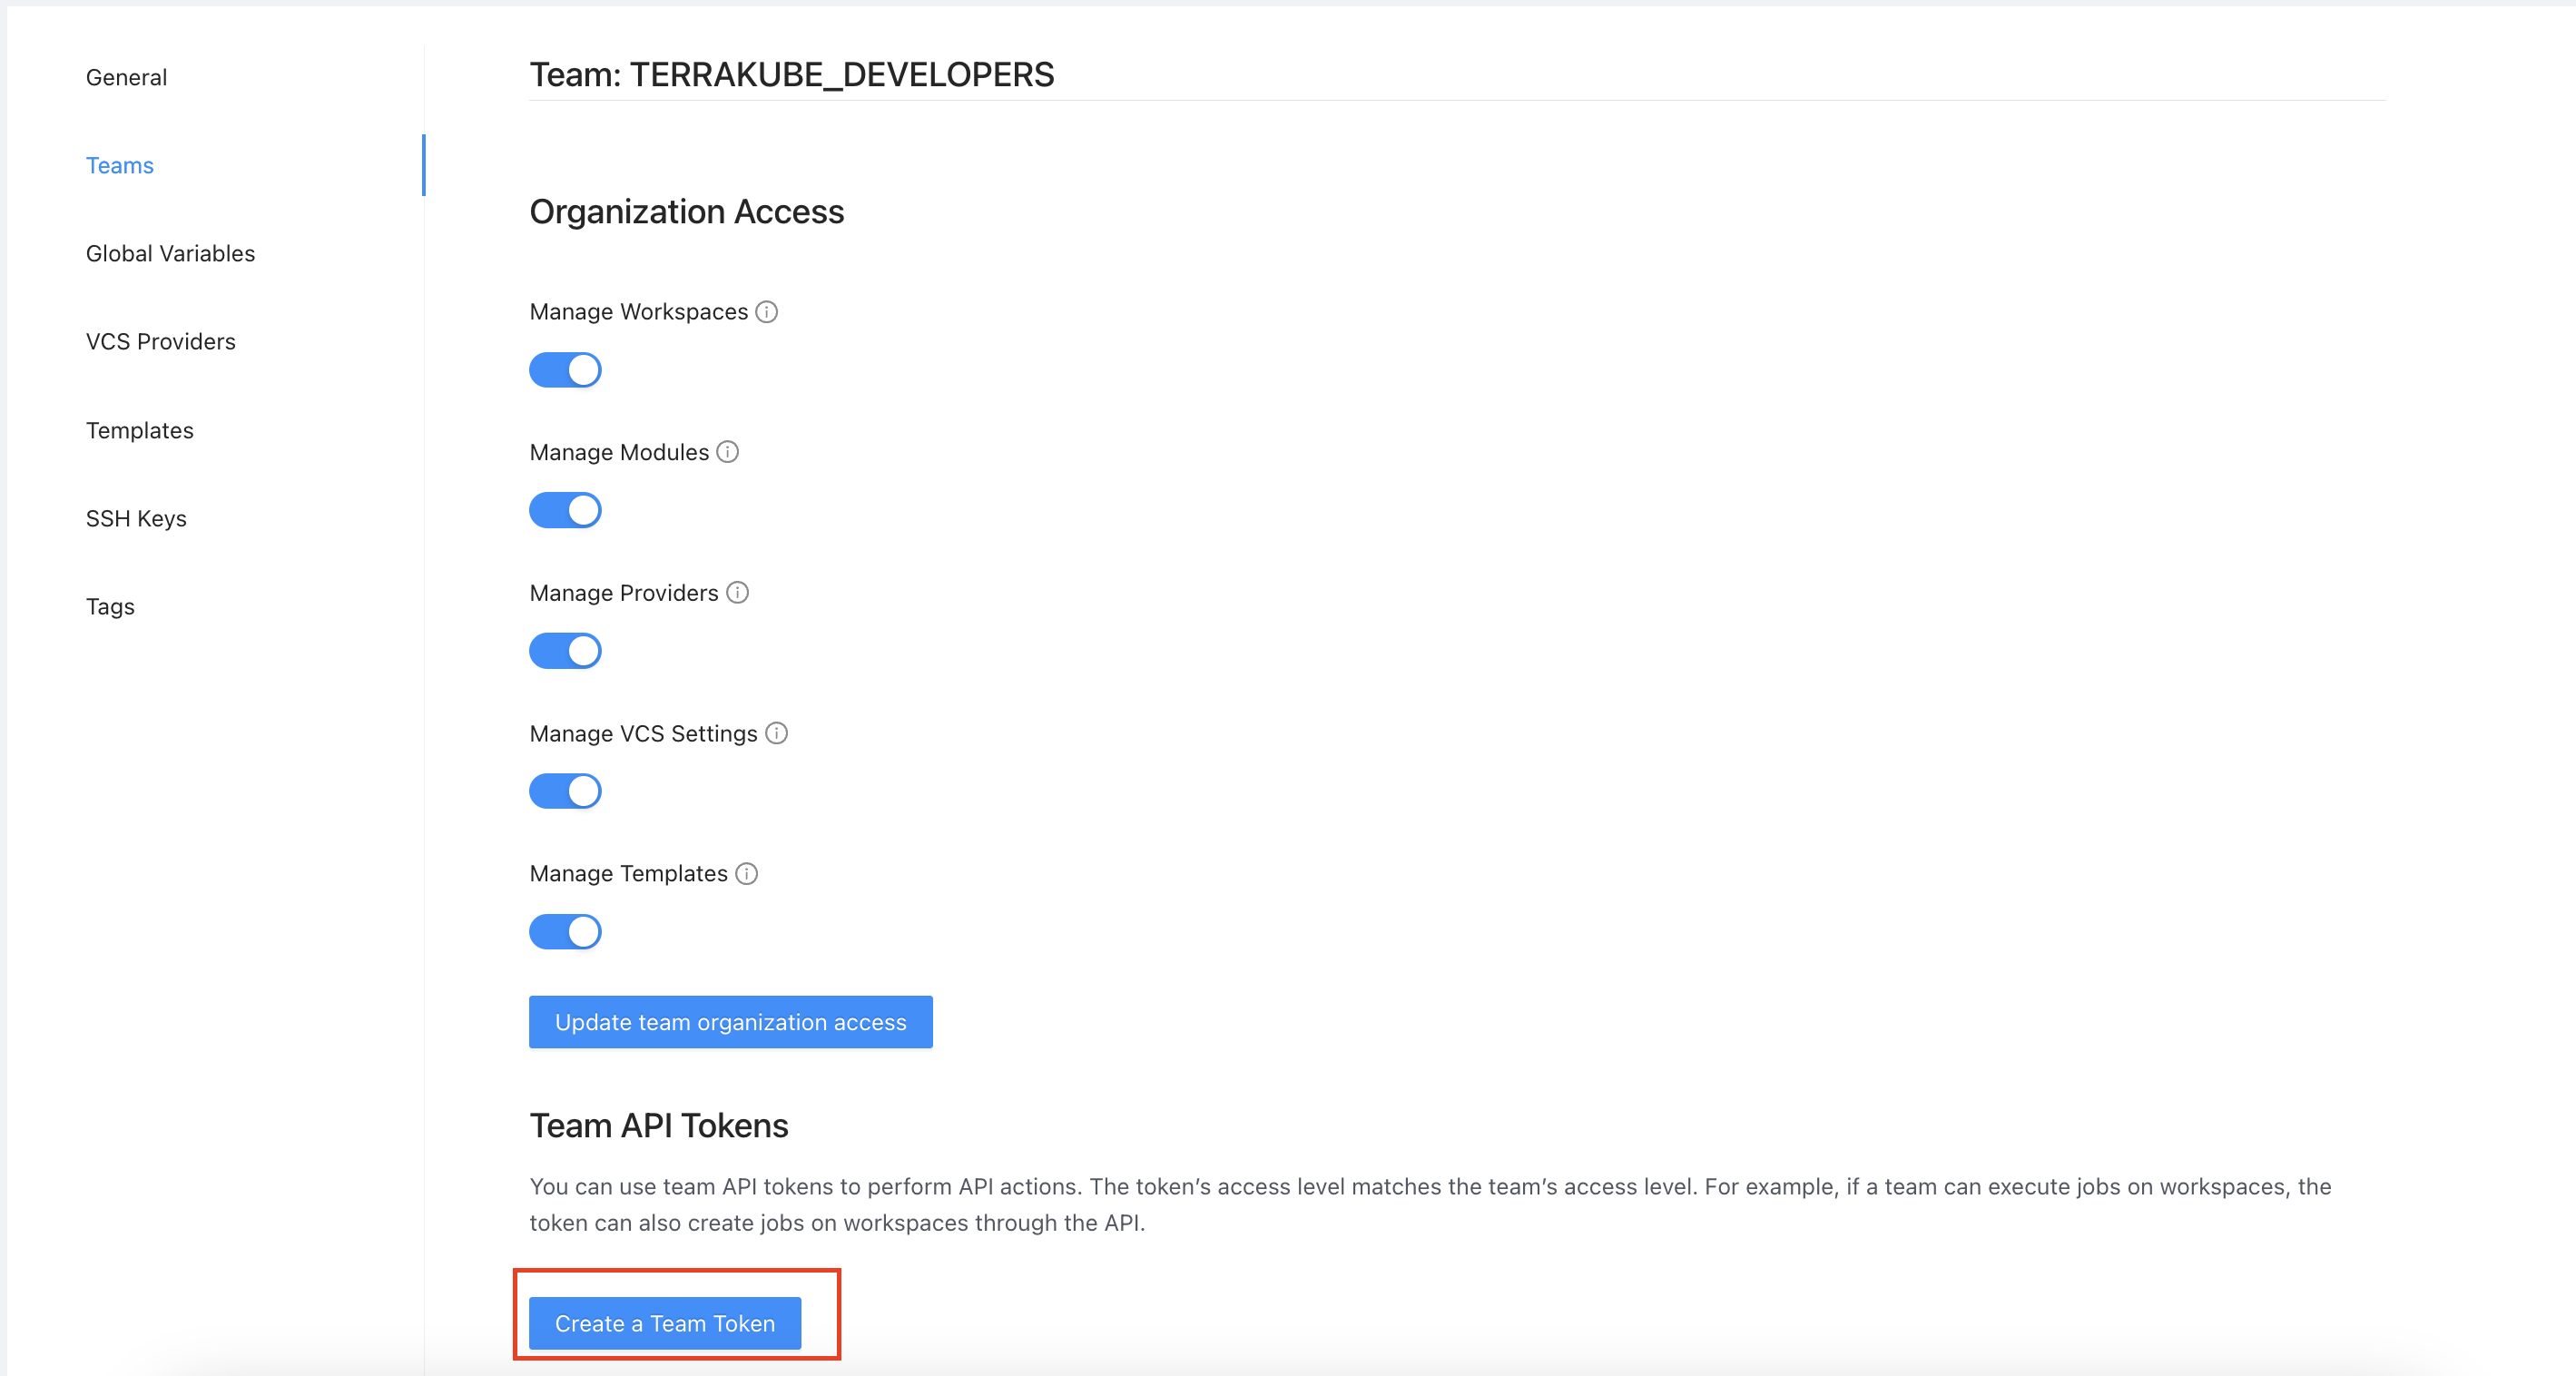 General
Teams
Global Variables
VCS Providers
Templates
SSH Keys
Tags
Team: TERRAKUBE_DEVELOPERS
Organization Access
Manage Workspaces
Manage Modules
Manage Providers
Manage VCS Settings
Manage Templates
Update team organization access
Team API Tokens
You can use team API tokens to perform API actions. The token’s access level matches the team’s access level. For example, if a team can execute jobs on workspaces, the
token can also create jobs on workspaces through the API.
Create a Team Token